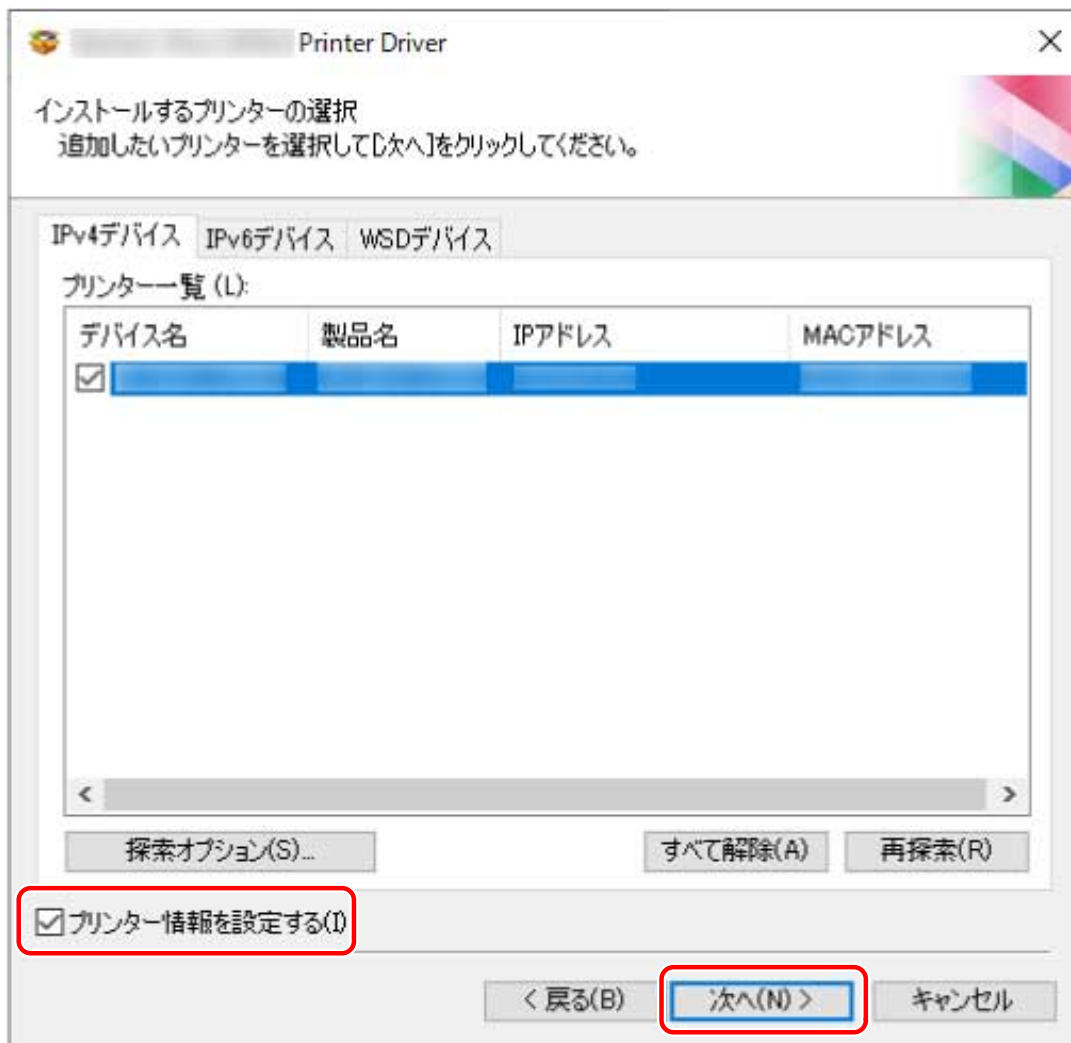 Printer Driver
インストールするプリンターの選択
追加したいプリンターを選択して[次へ]をクリックしてください。
IPv4デバイス IPv6デバイス WSDデバイス
プリンター一覧 (L):
デバイス名 製品名 IPアドレス MACアドレス
探索オプション(S)... すべて解除(A) 再探索(R)
プリンター情報を設定する(I)
< 戻る(B) 次へ(N) > キャンセル